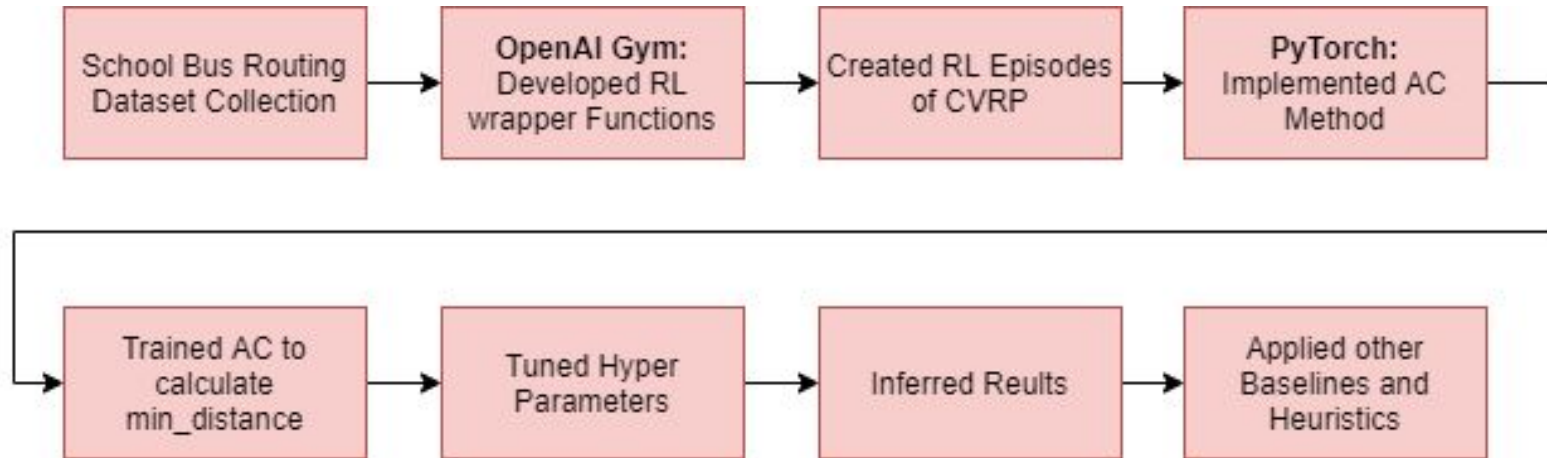 School Bus Routing
Dataset Collection
OpenAI Gym:
Developed RL
wrapper Functions
Created RL Episodes
of CVRP
PyTorch:
Implemented AC
Method
Trained AC to
calculate
min_distance
Tuned Hyper
Parameters
Inferred Reults
Applied other
Baselines and
Heuristics